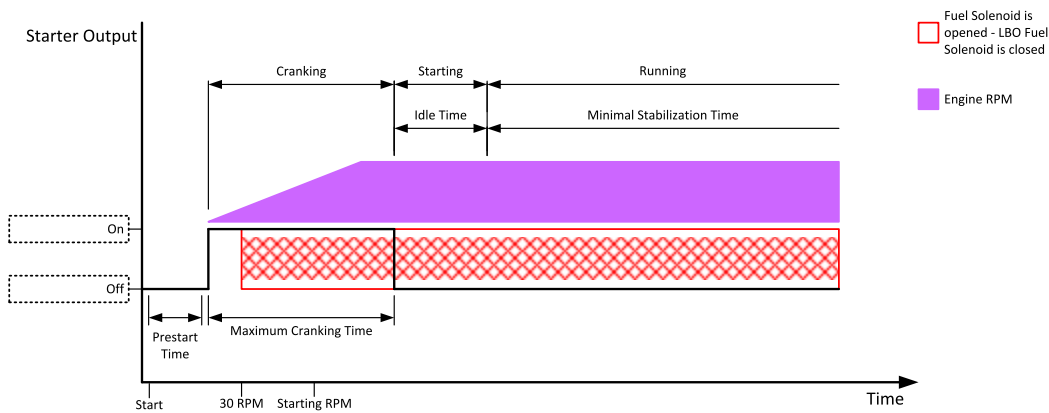 Starter Output
Fuel Solenoid is
opened - LBO Fuel
Solenoid is closed
Engine RPM
Cranking
Starting
Running
Idle Time
Minimal Stabilization Time
On
Off
Prestart
Time
Maximum Cranking Time
Start
30 RPM
Starting RPM
Time